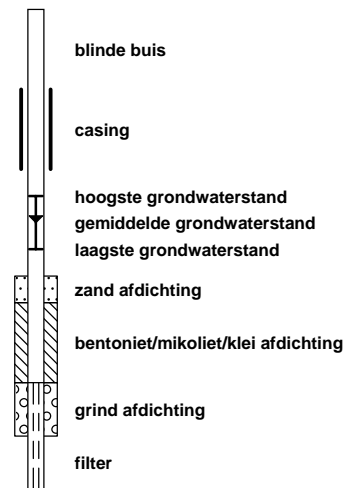 blinde buis
casing
hoogste grondwaterstand
gemiddelde grondwaterstand
laagste grondwaterstand
zand afdichting
bentoniet/mikoliet/klei afdichting
grind afdichting
filter